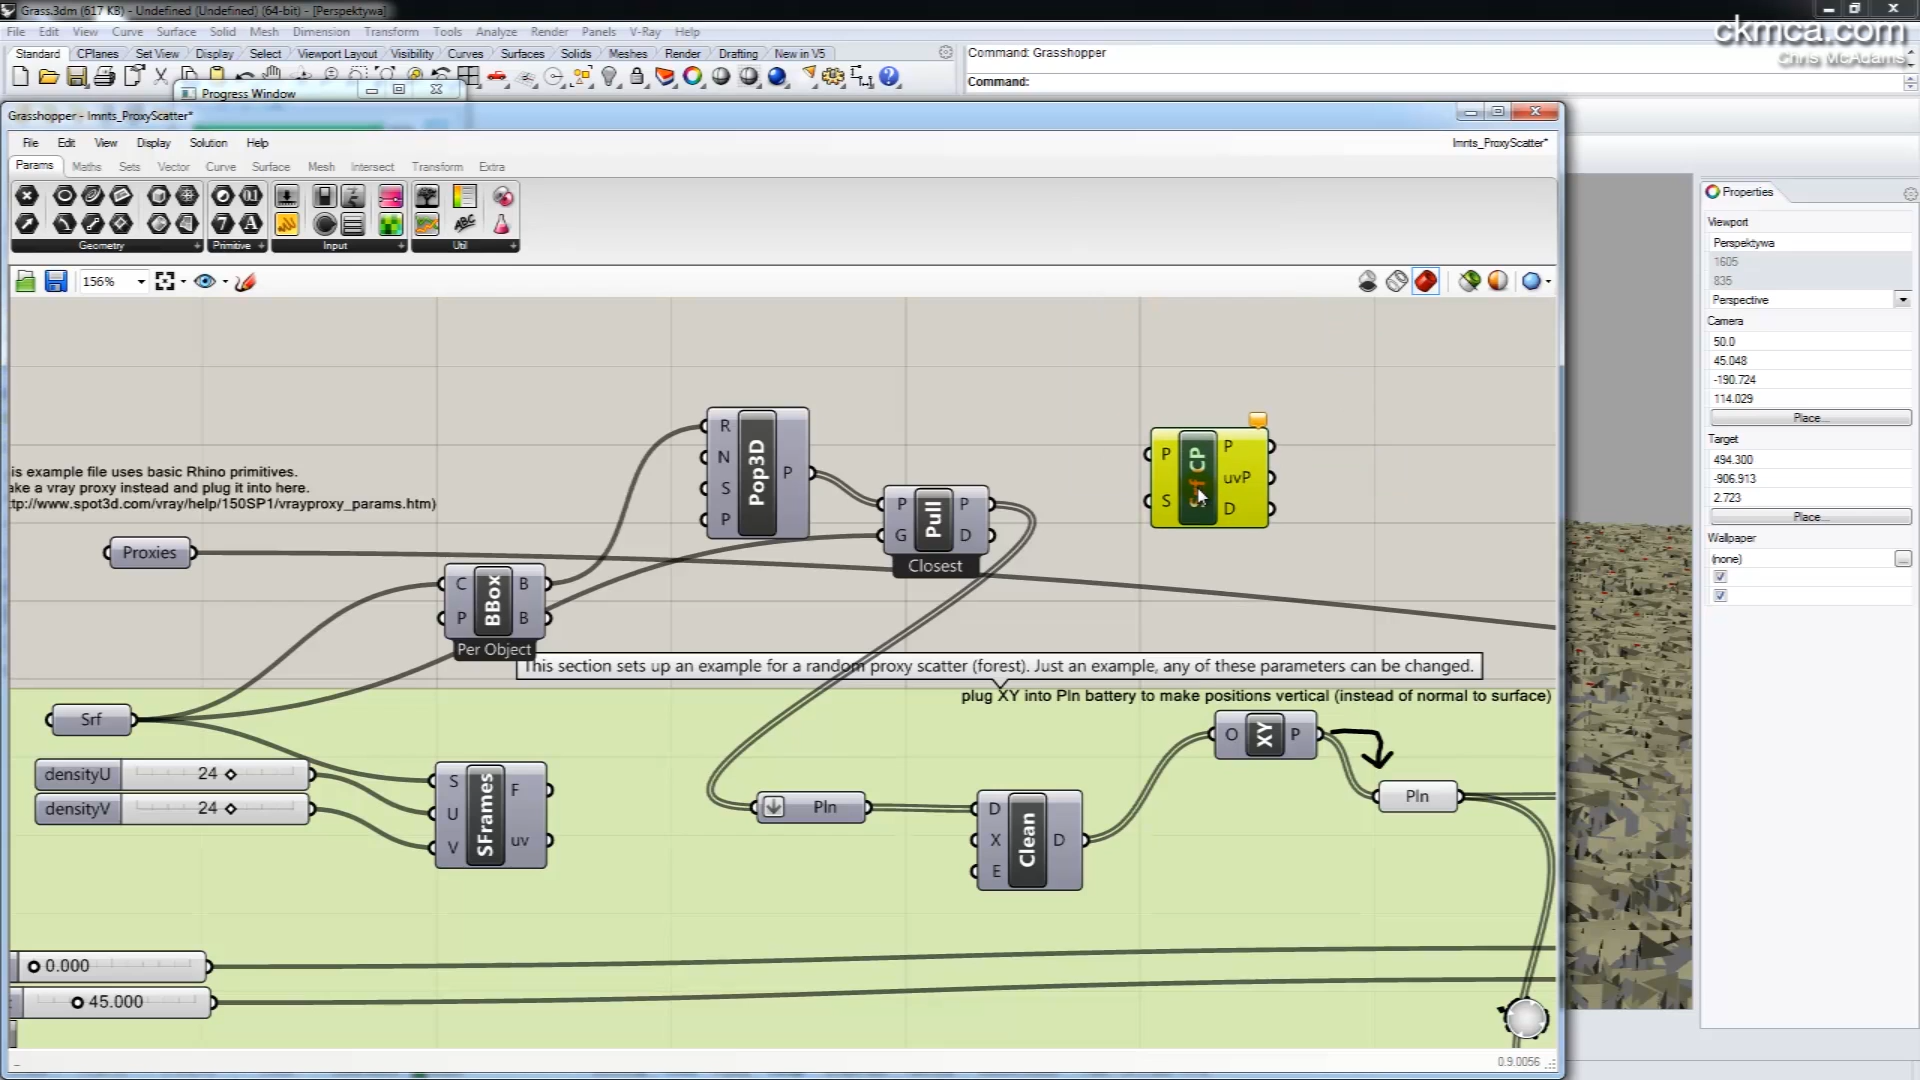 Grass.3dm (617 KB) - Undefined (Undefined) (64-bit) - [Perspektywa]
File Edit View Curve Surface Solid Mesh Dimension Transform Tools Analyze Render Panels V-Ray Help
ckmca.com
Chris McAdams
Standard CPlanes Set View Display Select Viewport Layout Visibility Curves Surfaces Solids Meshes Render Drafting New in V5
Command: Grasshopper
Command:
Progress Window
Grasshopper - lmnts_ProxyScatter*
File Edit View Display Solution Help
lmnts_ProxyScatter*
Params Maths Sets Vector Curve Surface Mesh Intersect Transform Extra
Geometry Primitive Input Util
156%
Properties
Viewport
Perspektywa
1605
835
Perspective
Camera
50.0
45.048
-190.724
114.029
Place...
Target
494.300
-906.913
2.723
Place...
Wallpaper
(none)
R N S P Pop3D P
P G Pull P D
Closest
P S Srf CP P uvP D
is example file uses basic Rhino primitives.
ake a vray proxy instead and plug it into here.
tp://www.spot3d.com/vray/help/150SP1/vrayproxy_params.htm)
Proxies
C P BBox B B
Per Object
This section sets up an example for a random proxy scatter (forest). Just an example, any of these parameters can be changed.
plug XY into Pln battery to make positions vertical (instead of normal to surface)
Srf
O XY P
densityU 24
densityV 24
S U V SFrames F uv
Pln
D X E Clean D
Pln
0.000
45.000
0.9.0056